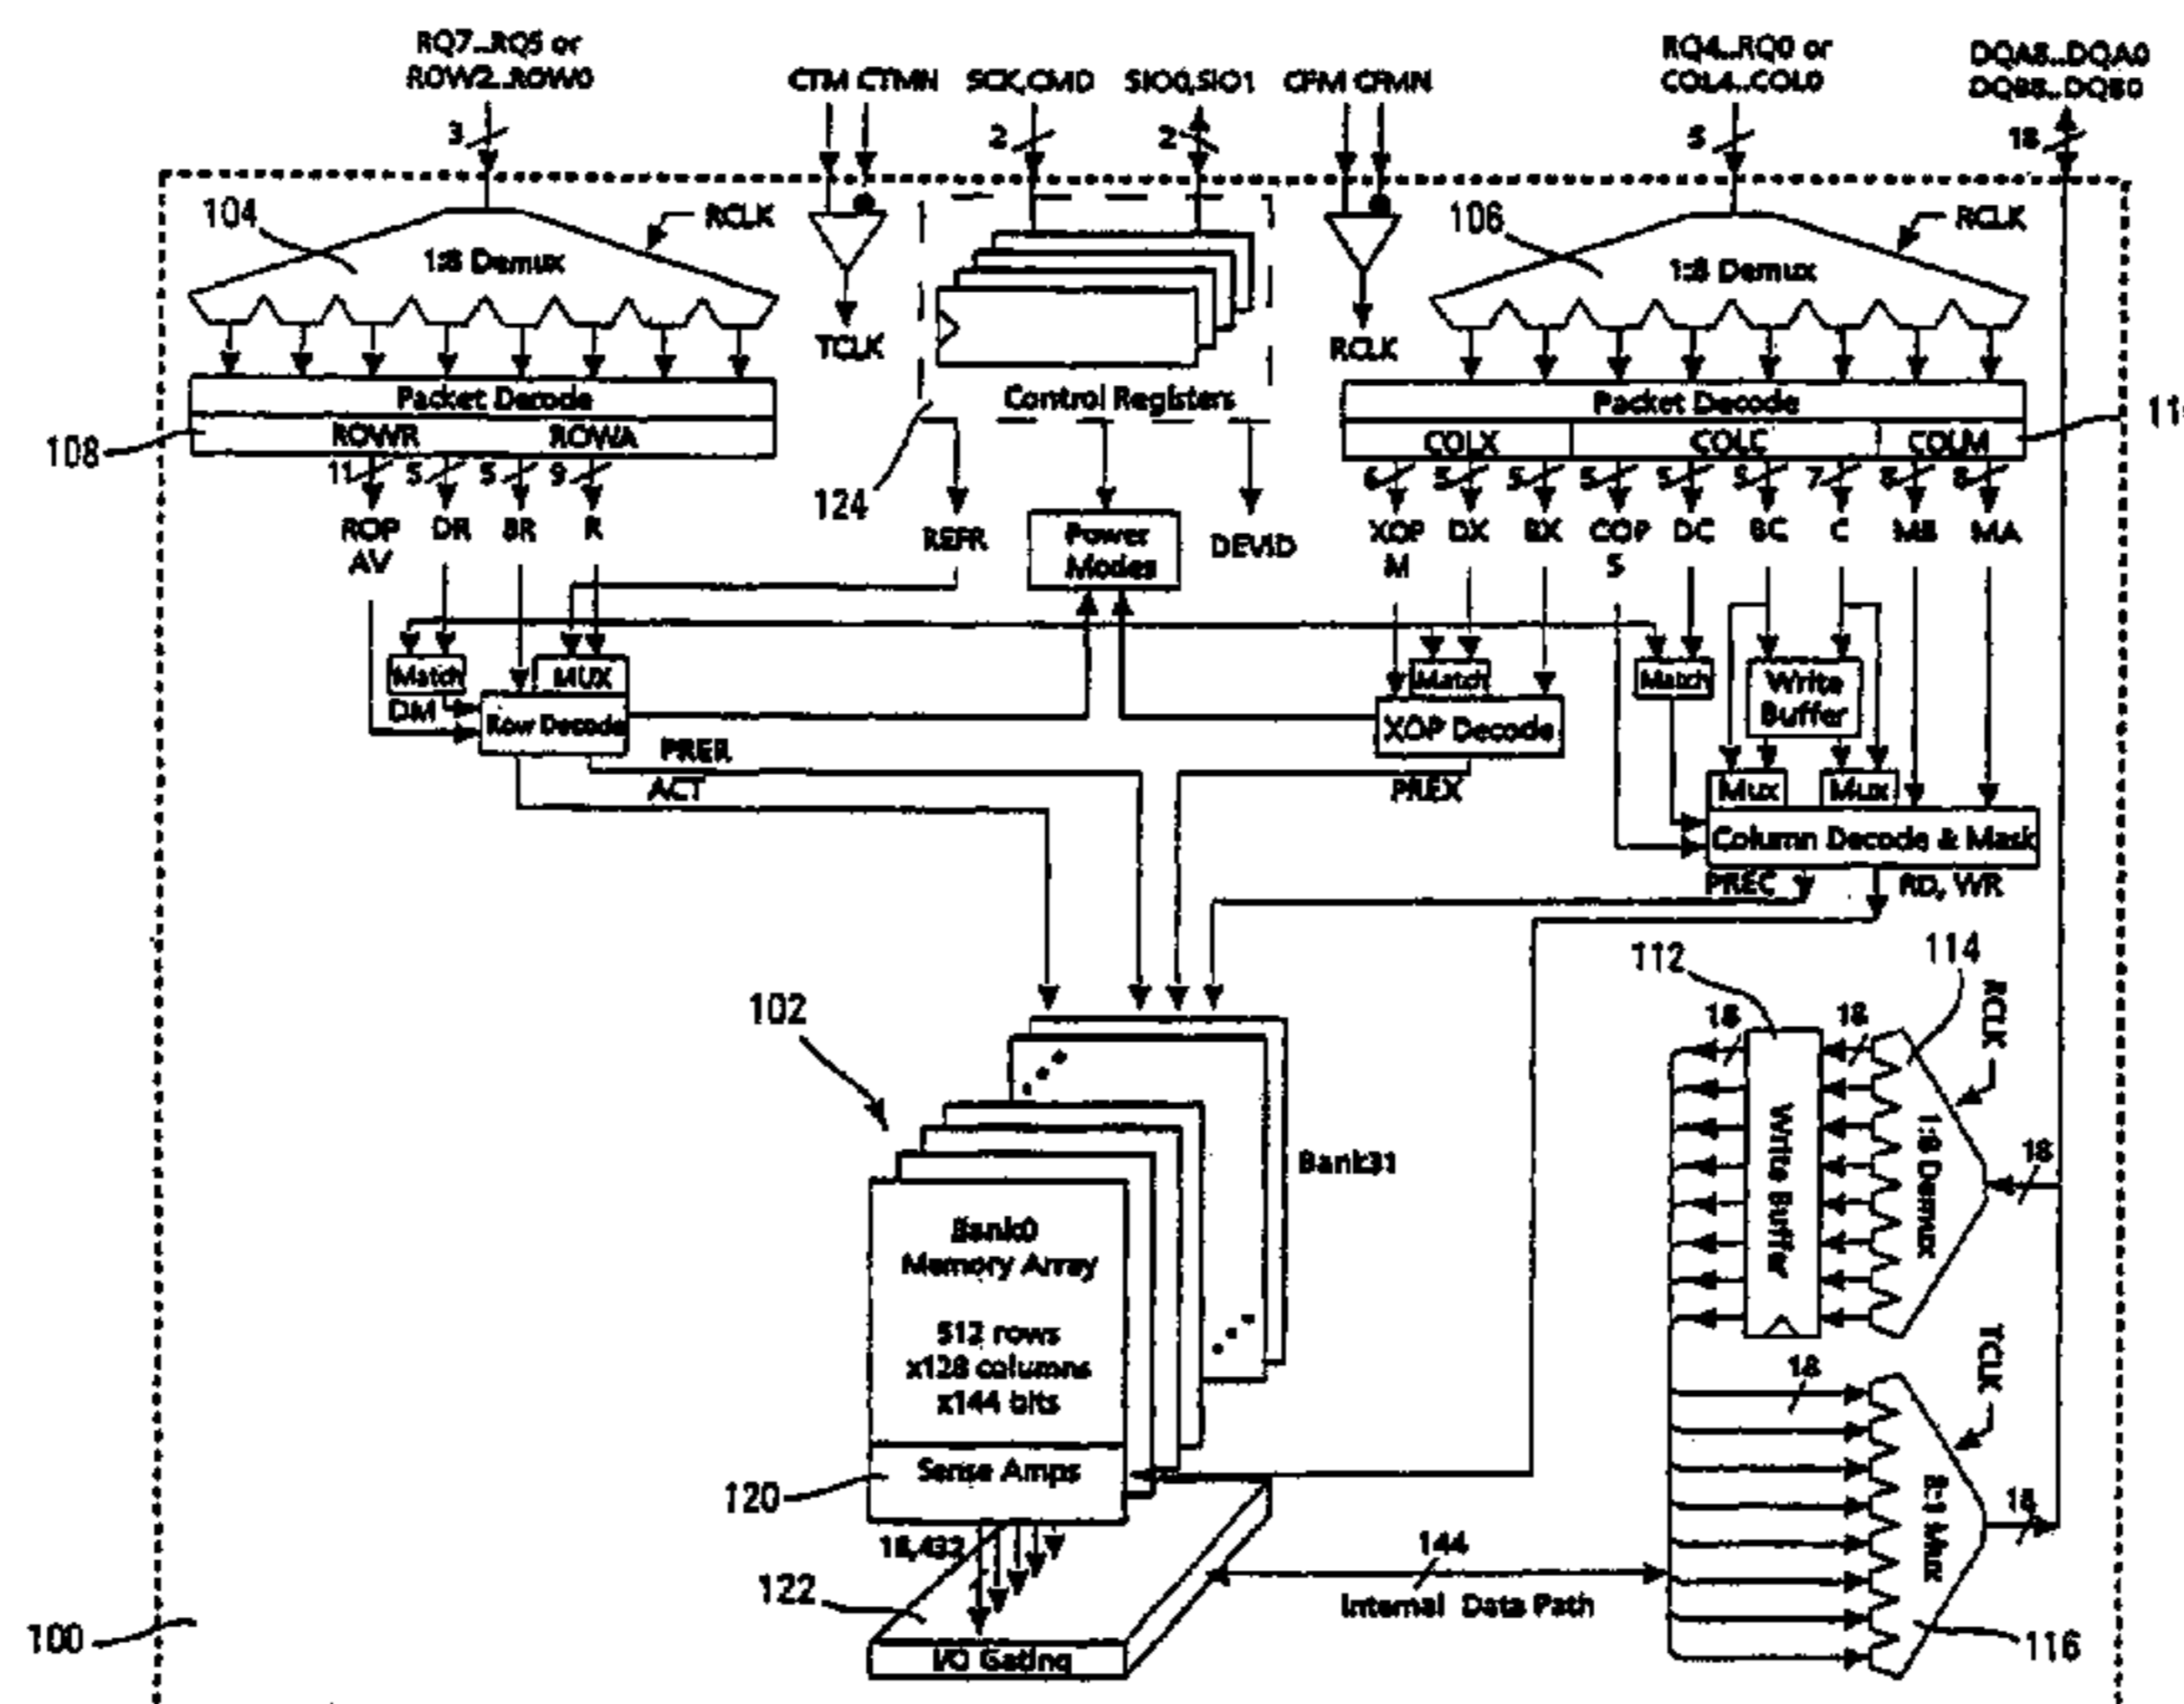 RQ7..RQ5 or
ROW2..ROW0
CTM CTMN
SCK,CMD
SIO0,SIO1
CFM CFMN
RQ4..RQ0 or
COL4..COL0
DQA8..DQA0
DQB8..DQB0
3
2
2
5
18
104
RCLK
1:8 Demux
TCLK
RCLK
106
RCLK
1:8 Demux
Packet Decode
ROWR
ROWA
108
Control Registers
124
Packet Decode
COLX
COLC
COLM
11
11
5
5
9
6
5
5
5
5
5
7
8
8
ROP
AV
DR
BR
R
REFR
Power
Modes
DEVID
XOP
M
DX
BX
COP
S
DC
BC
C
MB
MA
Match
DM
MUX
Row Decode
Match
XOP Decode
Match
Write
Buffer
Mux
Mux
Column Decode & Mask
PRER
ACT
PREX
PREC
RD, WR
112
114
RCLK
18
18
Write Buffer
1:8 Demux
18
102
Bank31
Bank0
Memory Array
512 rows
x128 columns
x144 bits
Sense Amps
120
TCLK
18
8:1 Mux
18
144
Internal Data Path
122
I/O Gating
100
116